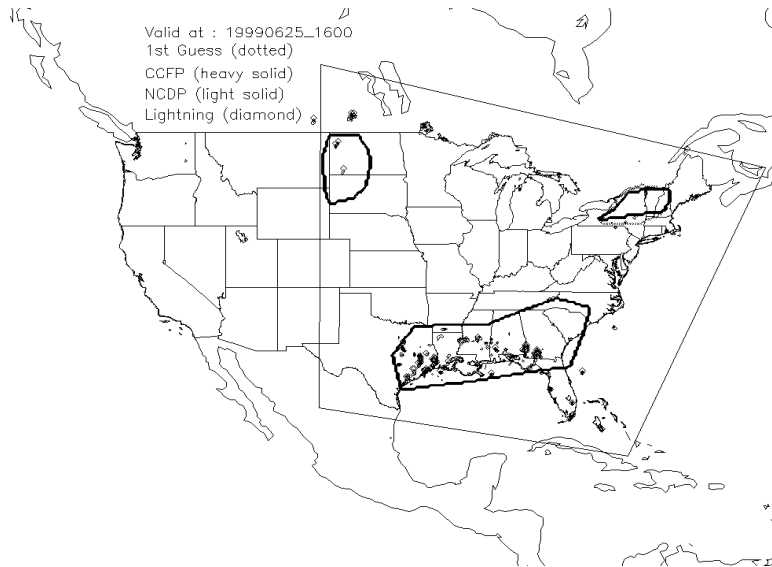 Valid at : 19990625_1600
1st Guess (dotted)
CCFP (heavy solid)
NCDP (light solid)
Lightning (diamond)